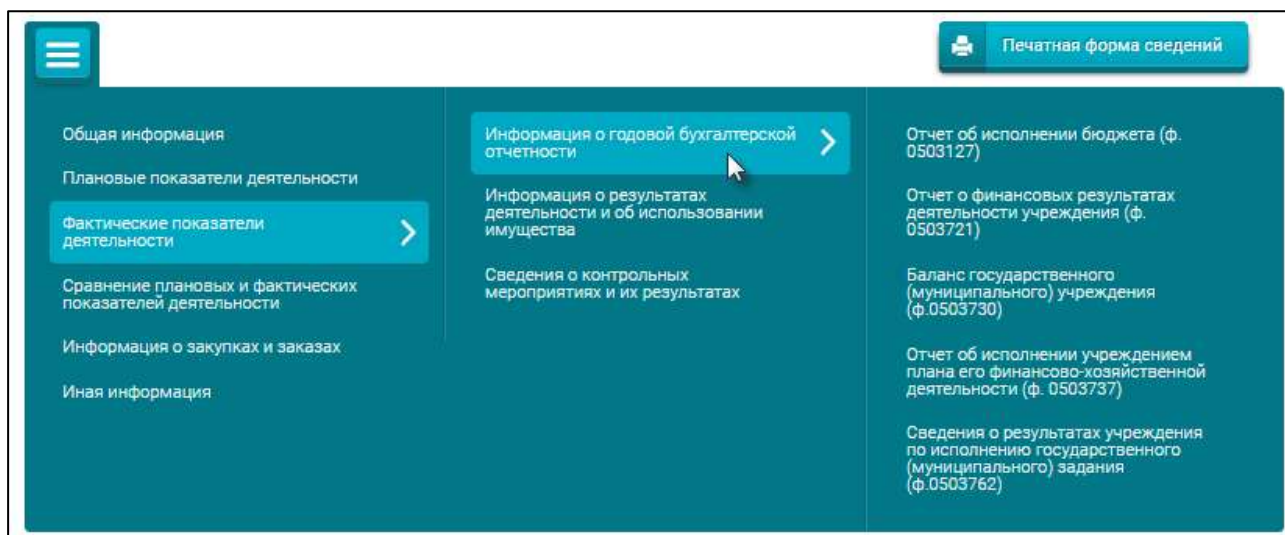 Печатная форма сведений
Общая информация
Плановые показатели деятельности
Фактические показатели
деятельности
Сравнение плановых и фактических
показателей деятельности
Информация о закупках и заказах
Иная информация
Информация о годовой бухгалтерской
отчетности
Информация о результатах
деятельности и об использовании
имущества
Сведения о контрольных
мероприятиях и их результатах
Отчет об исполнении бюджета (ф.
0503127)
Отчет о финансовых результатах
деятельности учреждения (ф.
0503721)
Баланс государственного
(муниципального) учреждения
(ф.0503730)
Отчет об исполнении учреждением
плана его финансово-хозяйственной
деятельности (ф. 0503737)
Сведения о результатах учреждения
по исполнению государственного
(муниципального) задания
(ф.0503762)